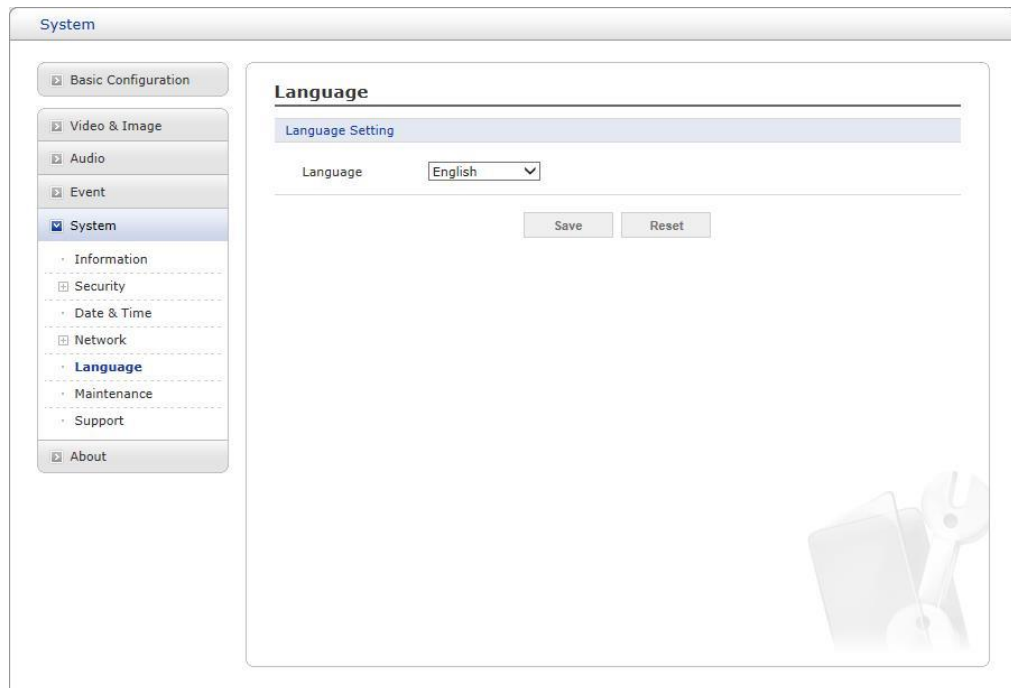 System
Basic Configuration
Video & Image
Audio
Event
System
Information
Security
Date & Time
Network
Language
Maintenance
Support
About
Language
Language Setting
Language English
Save Reset